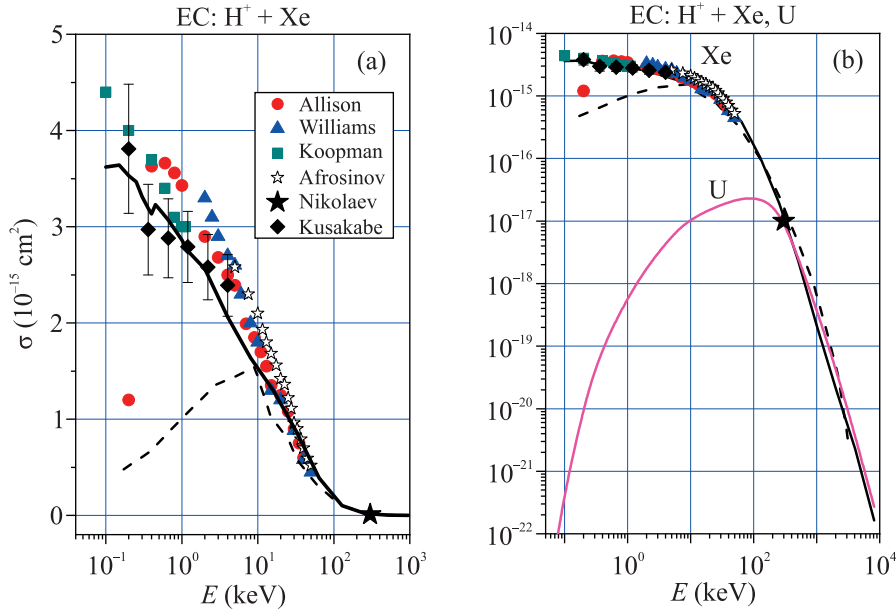 EC: H⁺ + Xe
(a)
5
4
3
2
1
0
σ (10⁻¹⁵ cm²)
Allison
Williams
Koopman
Afrosinov
Nikolaev
Kusakabe
10⁻¹ 10⁰ 10¹ 10² 10³
E (keV)
EC: H⁺ + Xe, U
(b)
Xe
U
10⁻¹⁴
10⁻¹⁵
10⁻¹⁶
10⁻¹⁷
10⁻¹⁸
10⁻¹⁹
10⁻²⁰
10⁻²¹
10⁻²²
10⁰ 10² 10⁴
E (keV)